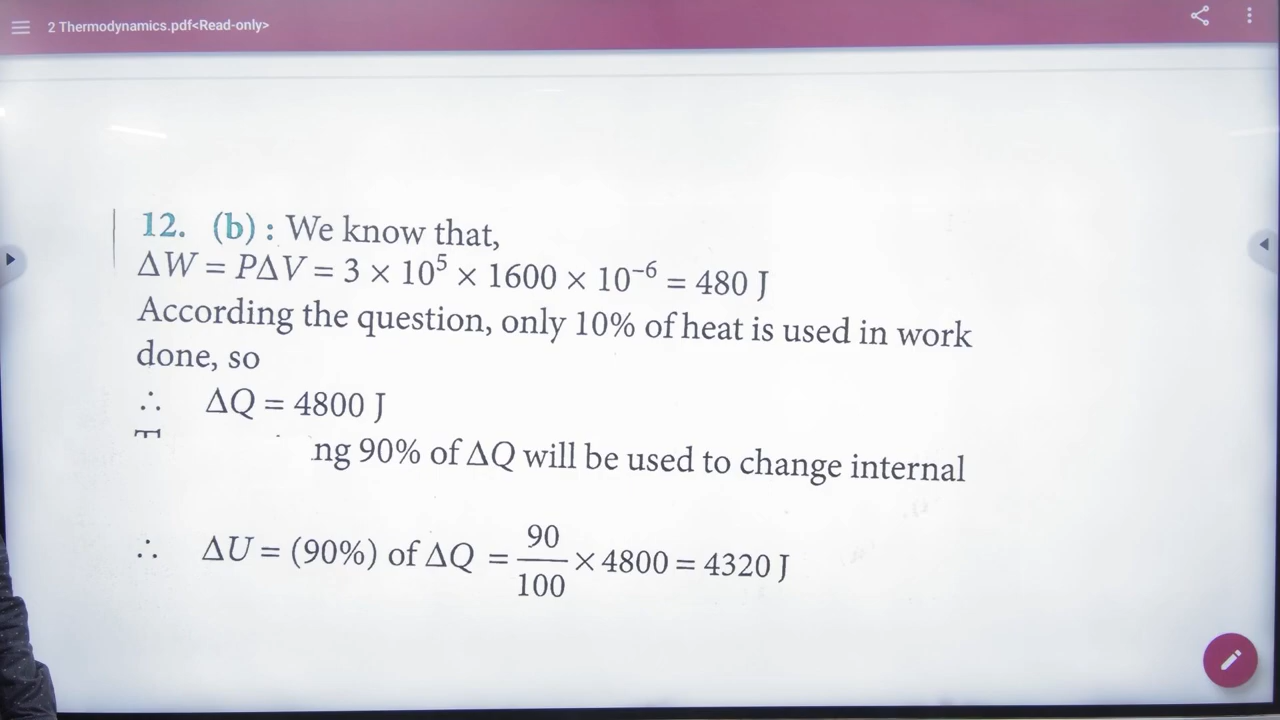 2 Thermodynamics.pdf<Read-only>
12. (b) : We know that,
ΔW = PΔV = 3 × 10⁵ × 1600 × 10⁻⁶ = 480 J
According the question, only 10% of heat is used in work
done, so
∴ ΔQ = 4800 J
ng 90% of ΔQ will be used to change internal
∴ ΔU = (90%) of ΔQ = 90/100 × 4800 = 4320 J